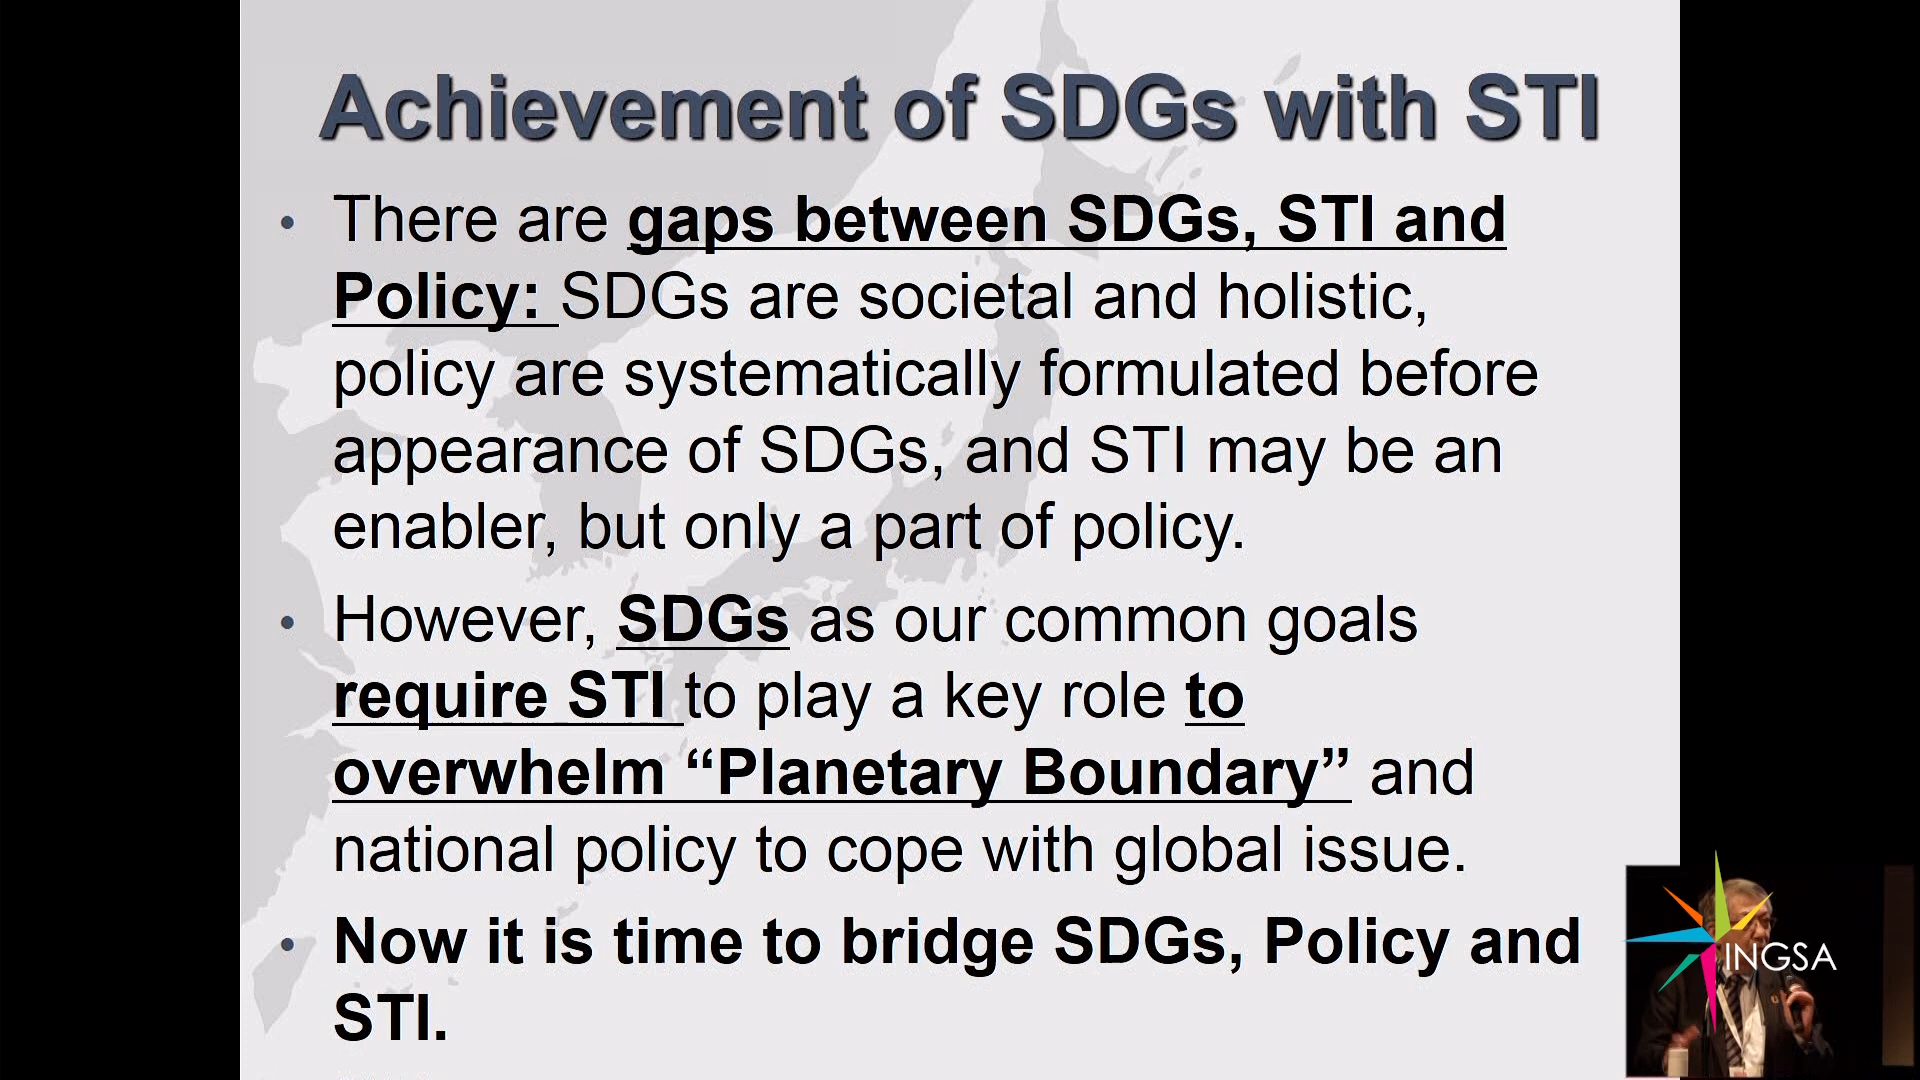 Achievement of SDGs with STI
• There are gaps between SDGs, STI and
Policy: SDGs are societal and holistic,
policy are systematically formulated before
appearance of SDGs, and STI may be an
enabler, but only a part of policy.
• However, SDGs as our common goals
require STI to play a key role to
overwhelm “Planetary Boundary” and
national policy to cope with global issue.
• Now it is time to bridge SDGs, Policy and
STI.
INGSA